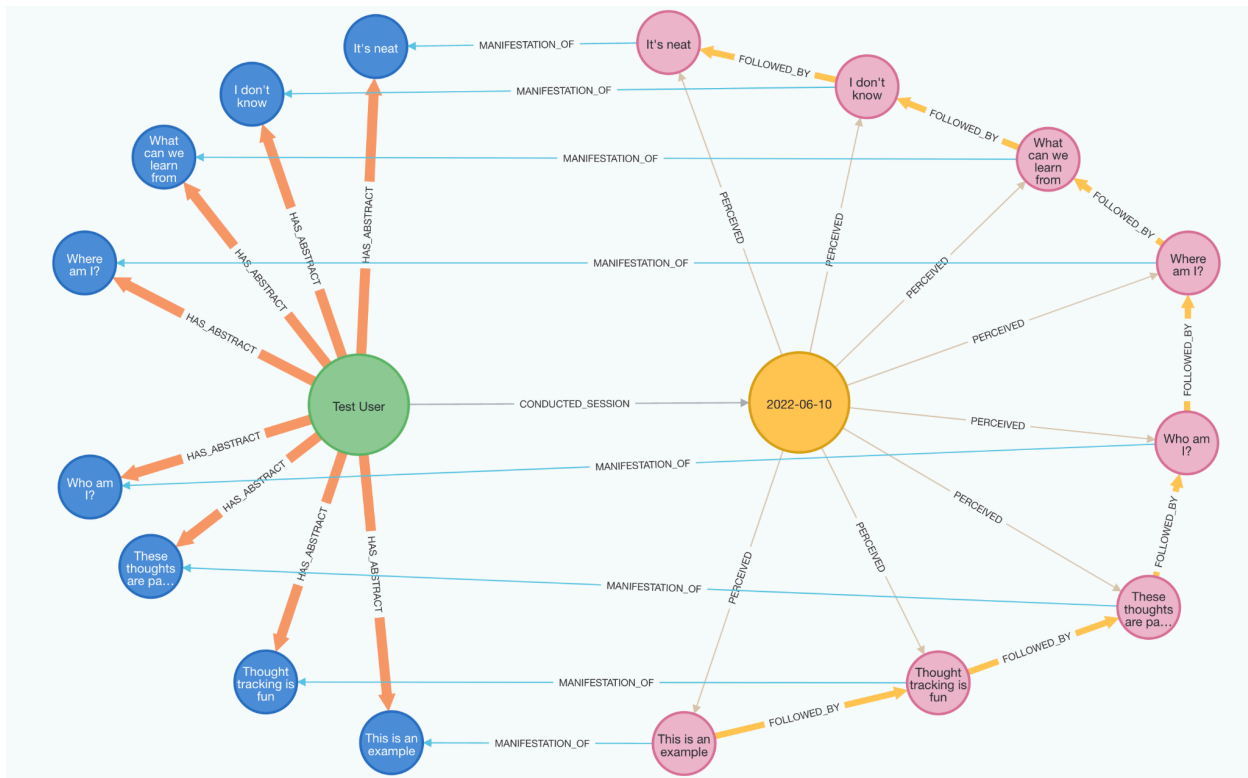 It's neat
MANIFESTATION_OF
It's neat
FOLLOWED_BY
I don't
know
MANIFESTATION_OF
I don't
know
FOLLOWED_BY
What
can we
learn
from
MANIFESTATION_OF
What
can we
learn
from
FOLLOWED_BY
Where
am I?
MANIFESTATION_OF
Where
am I?
HAS_ABSTRACT
HAS_ABSTRACT
HAS_ABSTRACT
HAS_ABSTRACT
PERCEIVED
PERCEIVED
PERCEIVED
PERCEIVED
FOLLOWED_BY
Test User
CONDUCTED_SESSION
2022-06-10
PERCEIVED
HAS_ABSTRACT
HAS_ABSTRACT
HAS_ABSTRACT
HAS_ABSTRACT
Who am
I?
MANIFESTATION_OF
Who am
I?
PERCEIVED
PERCEIVED
PERCEIVED
FOLLOWED_BY
These
thoughts
are pa...
MANIFESTATION_OF
These
thoughts
are pa...
FOLLOWED_BY
Thought
tracking is
fun
MANIFESTATION_OF
Thought
tracking is
fun
FOLLOWED_BY
This is an
example
MANIFESTATION_OF
This is an
example